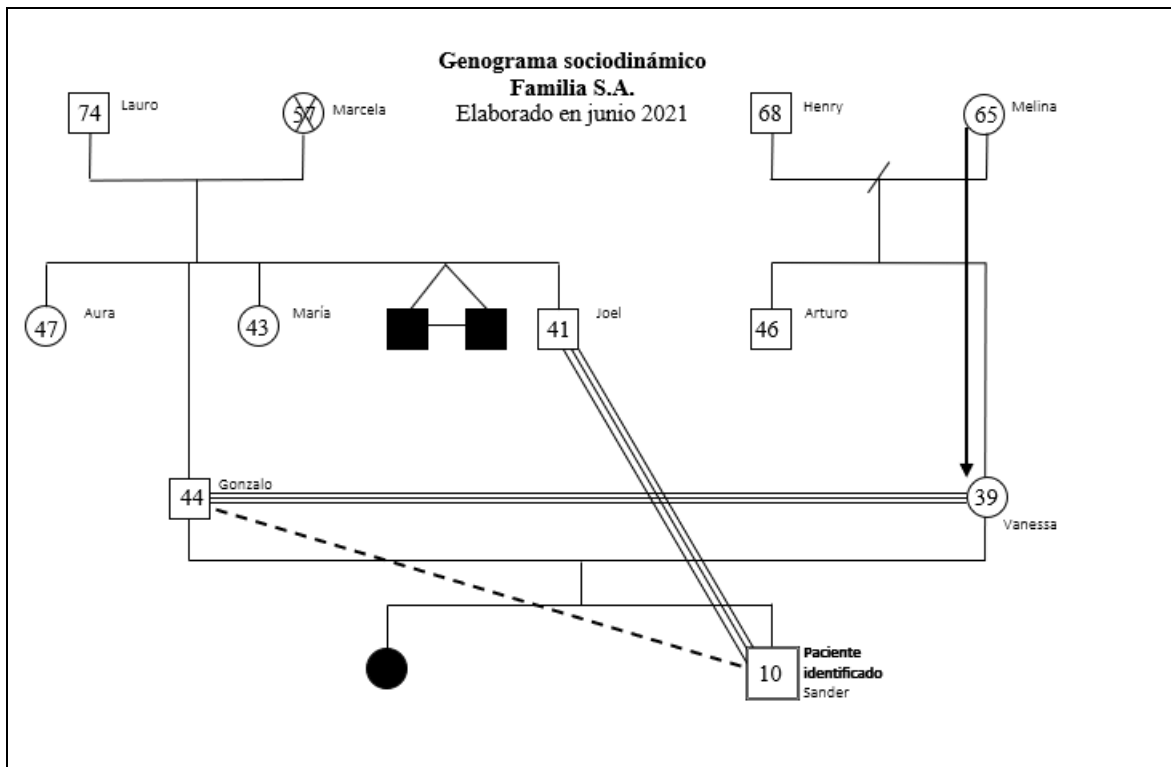 Genograma sociodinámico
Familia S.A.
Elaborado en junio 2021
74 Lauro
57 Marcela
68 Henry
65 Melina
47 Aura
43 María
41 Joel
46 Arturo
44 Gonzalo
39
Vanessa
10
Paciente
identificado
Sander